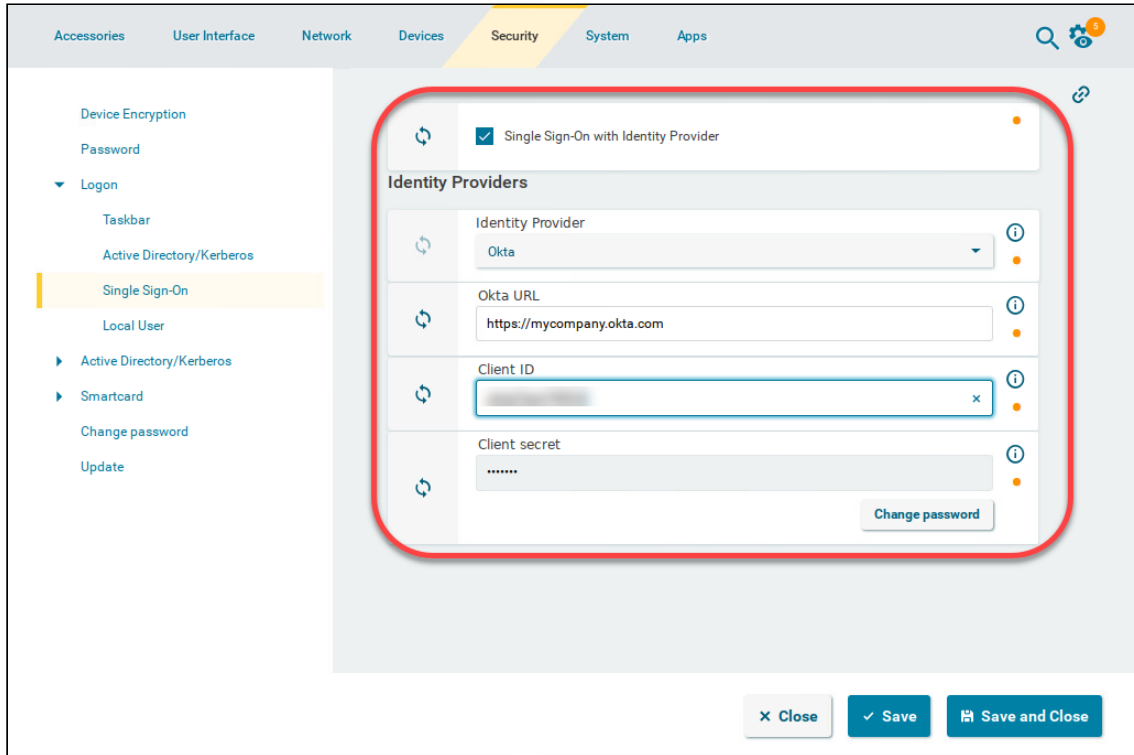 Accessories User Interface Network Devices Security System Apps
5
Device Encryption
Password
Logon
Taskbar
Active Directory/Kerberos
Single Sign-On
Local User
Active Directory/Kerberos
Smartcard
Change password
Update
Single Sign-On with Identity Provider
Identity Providers
Identity Provider
Okta
Okta URL
https://mycompany.okta.com
Client ID
Client secret
•••••••
Change password
Close
Save
Save and Close